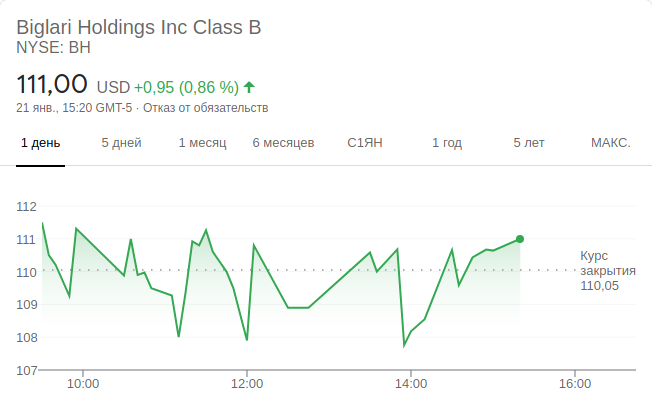 Biglari Holdings Inc Class B
NYSE: BH
111,00 USD +0,95 (0,86 %)
21 янв., 15:20 GMT-5 · Отказ от обязательств
1 день 5 дней 1 месяц 6 месяцев С1ЯН 1 год 5 лет МАКС.
112
111
110
109
108
107
Курс
закрытия
110,05
10:00 12:00 14:00 16:00